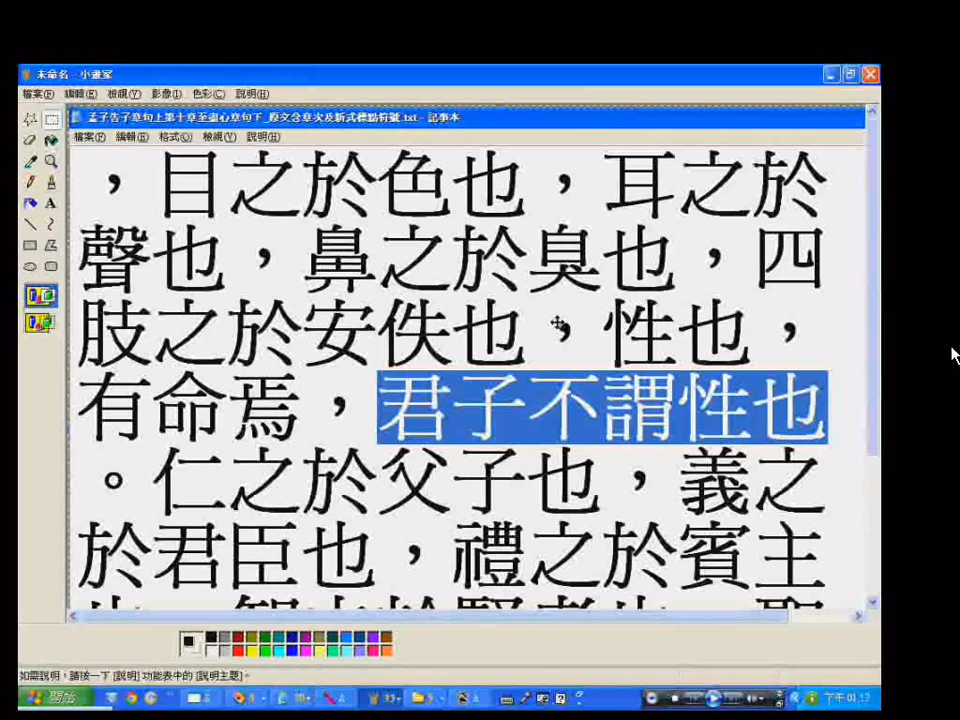 未命名 - 小畫家
檔案(F) 編輯(E) 檢視(V) 影像(I) 色彩(C) 說明(H)
孟子告子章句上第十章至盡心章句下_原文含章次及新式標點符號.txt - 記事本
檔案(F) 編輯(E) 格式(O) 檢視(V) 說明(H)
，目之於色也，耳之於
聲也，鼻之於臭也，四
肢之於安佚也，性也，
有命焉，君子不謂性也
。仁之於父子也，義之
於君臣也，禮之於賓主
如需說明，請按一下 [說明] 功能表中的 [說明主題]。
開始